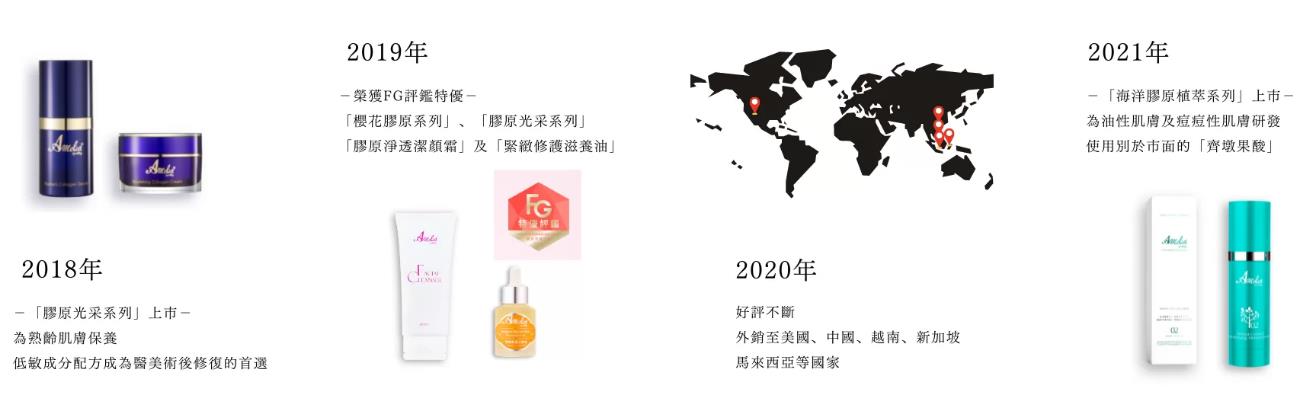 Amola
Amola
2018年
－「膠原光采系列」上市－
為熟齡肌膚保養
低敏成分配方成為醫美術後修復的首選
2019年
－榮獲FG評鑑特優－
「櫻花膠原系列」、「膠原光采系列」
「膠原淨透潔顏霜」及「緊緻修護滋養油」
FG
特優評鑑
FACIAL
CLEANSER
2020年
好評不斷
外銷至美國、中國、越南、新加坡
馬來西亞等國家
2021年
－「海洋膠原植萃系列」上市－
為油性肌膚及痘痘性肌膚研發
使用別於市面的「齊墩果酸」
02
02